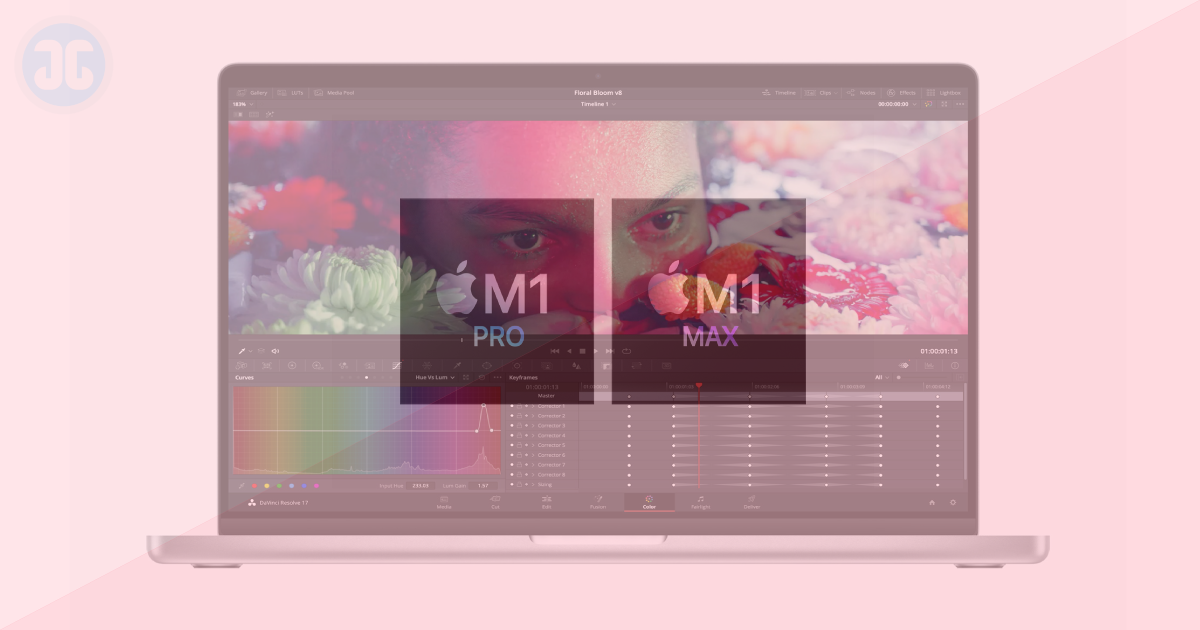 Gallery LUTs Media Pool Floral Bloom v8 Timeline Clips Nodes Effects Lightbox
183% Timeline 1 00:00:00:00
M1
PRO
M1
MAX
01:00:01:13
Curves Hue Vs Lum Keyframes All
01:00:01:13
Master
Corrector 1
Corrector 2
Corrector 3
Corrector 4
Corrector 5
Corrector 6
Corrector 7
Corrector 8
Sizing
Input Hue Lum Gain 1.97
DaVinci Resolve 17 Media Cut Edit Fusion Color Fairlight Deliver